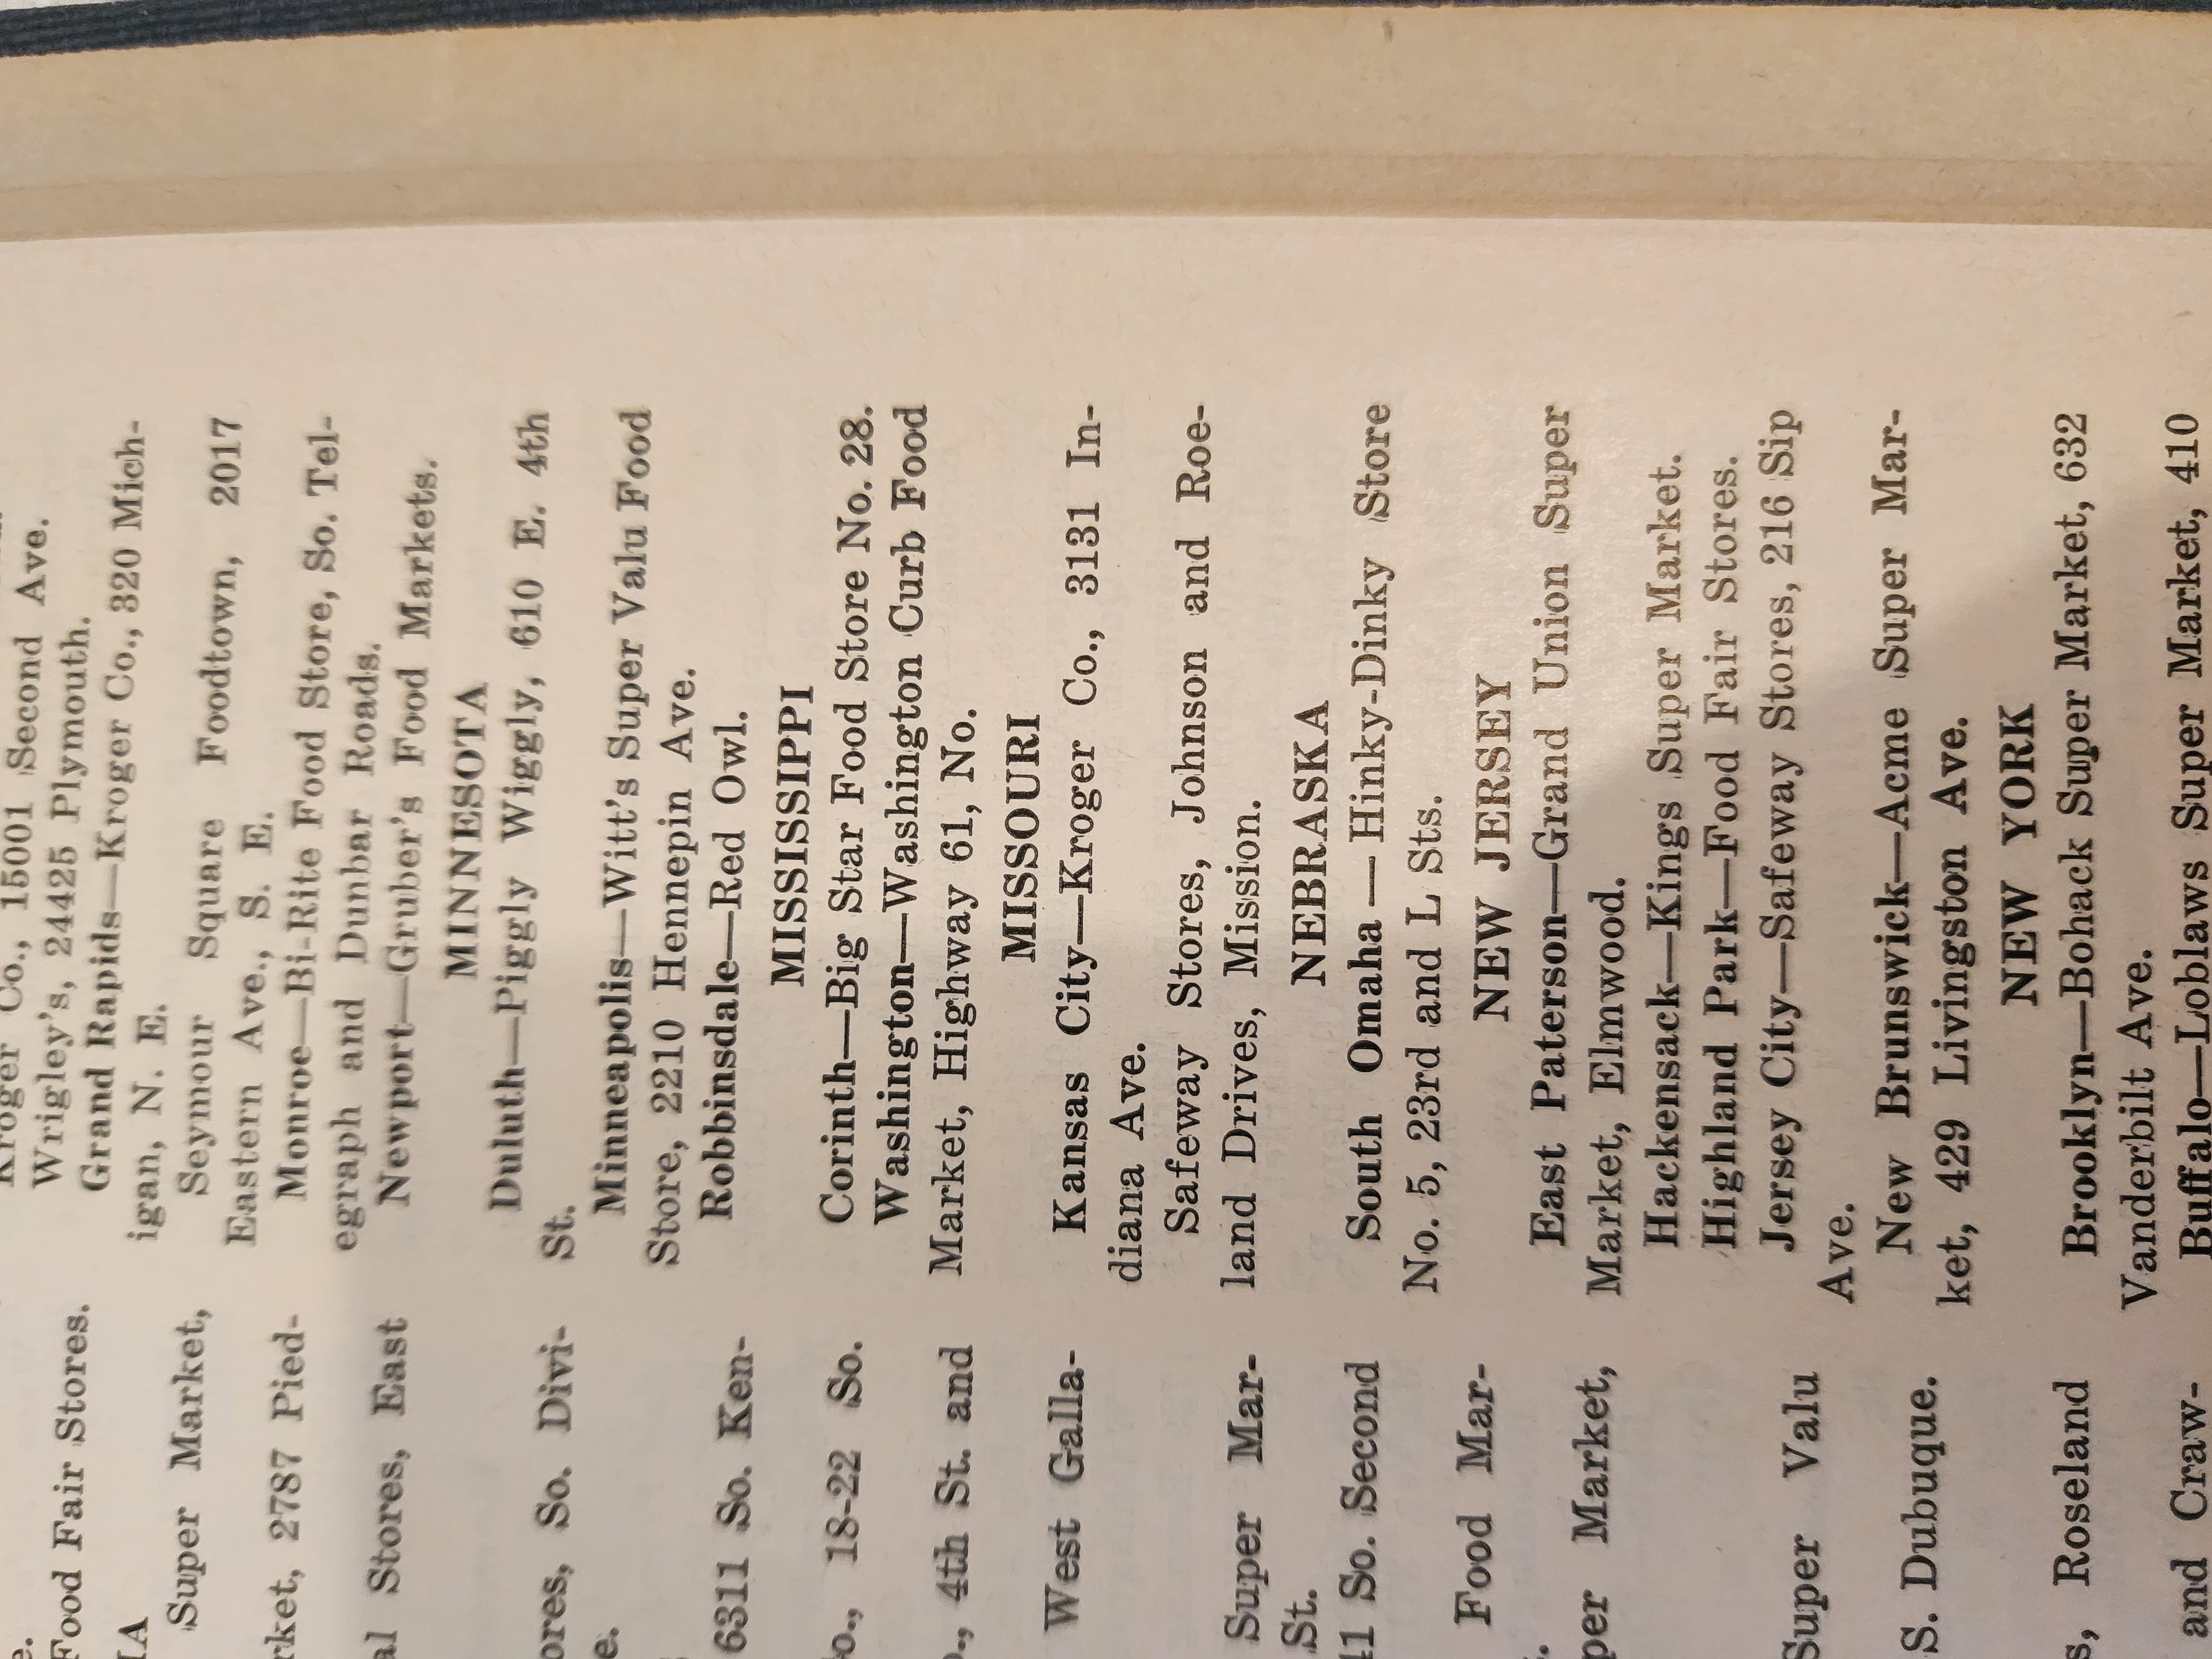 Food Fair Stores.
Super Market,
rket, 2787 Pied-
al Stores, East
ores, So. Divi-
e.
6311 So. Ken-
o., 18-22 So.
., 4th St. and
West Galla-
Super Mar-
St.
41 So. Second
Food Mar-
per Market,
Super Valu
S. Dubuque.
s, Roseland
and Craw-
Kroger Co., 15001 Second Ave.
Wrigley's, 24425 Plymouth.
Grand Rapids—Kroger Co., 320 Mich-
igan, N. E.
Seymour Square Foodtown, 2017
Eastern Ave., S. E.
Monroe—Bi-Rite Food Store, So. Tel-
egraph and Dunbar Roads.
Newport—Gruber's Food Markets.
MINNESOTA
Duluth—Piggly Wiggly, 610 E. 4th
St.
Minneapolis—Witt's Super Valu Food
Store, 2210 Hennepin Ave.
Robbinsdale—Red Owl.
MISSISSIPPI
Corinth—Big Star Food Store No. 28.
Washington—Washington Curb Food
Market, Highway 61, No.
MISSOURI
Kansas City—Kroger Co., 3131 In-
diana Ave.
Safeway Stores, Johnson and Roe-
land Drives, Mission.
NEBRASKA
South Omaha — Hinky-Dinky Store
No. 5, 23rd and L Sts.
NEW JERSEY
East Paterson—Grand Union Super
Market, Elmwood.
Hackensack—Kings Super Market.
Highland Park—Food Fair Stores.
Jersey City—Safeway Stores, 216 Sip
Ave.
New Brunswick—Acme Super Mar-
ket, 429 Livingston Ave.
NEW YORK
Brooklyn—Bohack Super Market, 632
Vanderbilt Ave.
Buffalo—Loblaws Super Market, 410